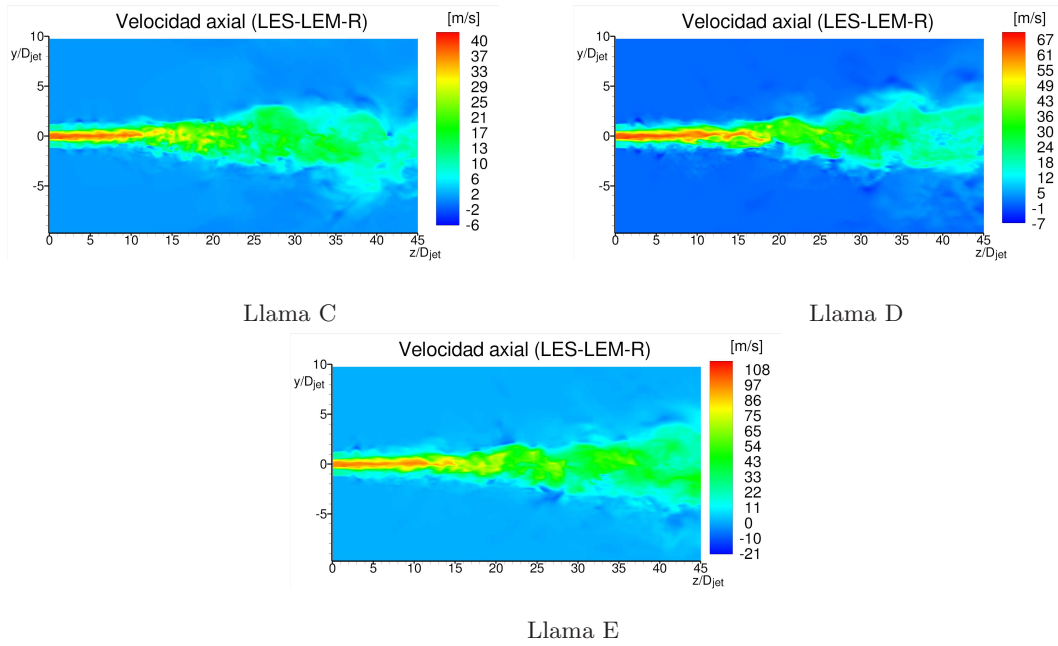 Velocidad axial (LES-LEM-R)
[m/s]
10
y/Djet
5
0
-5
0 5 10 15 20 25 30 35 40 45
z/Djet
40
37
33
29
25
21
17
13
10
6
2
-2
-6
Llama C
Velocidad axial (LES-LEM-R)
[m/s]
10
y/Djet
5
0
-5
0 5 10 15 20 25 30 35 40 45
z/Djet
67
61
55
49
43
36
30
24
18
12
5
-1
-7
Llama D
Velocidad axial (LES-LEM-R)
[m/s]
10
y/Djet
5
0
-5
0 5 10 15 20 25 30 35 40 45
z/Djet
108
97
86
75
65
54
43
33
22
11
0
-10
-21
Llama E